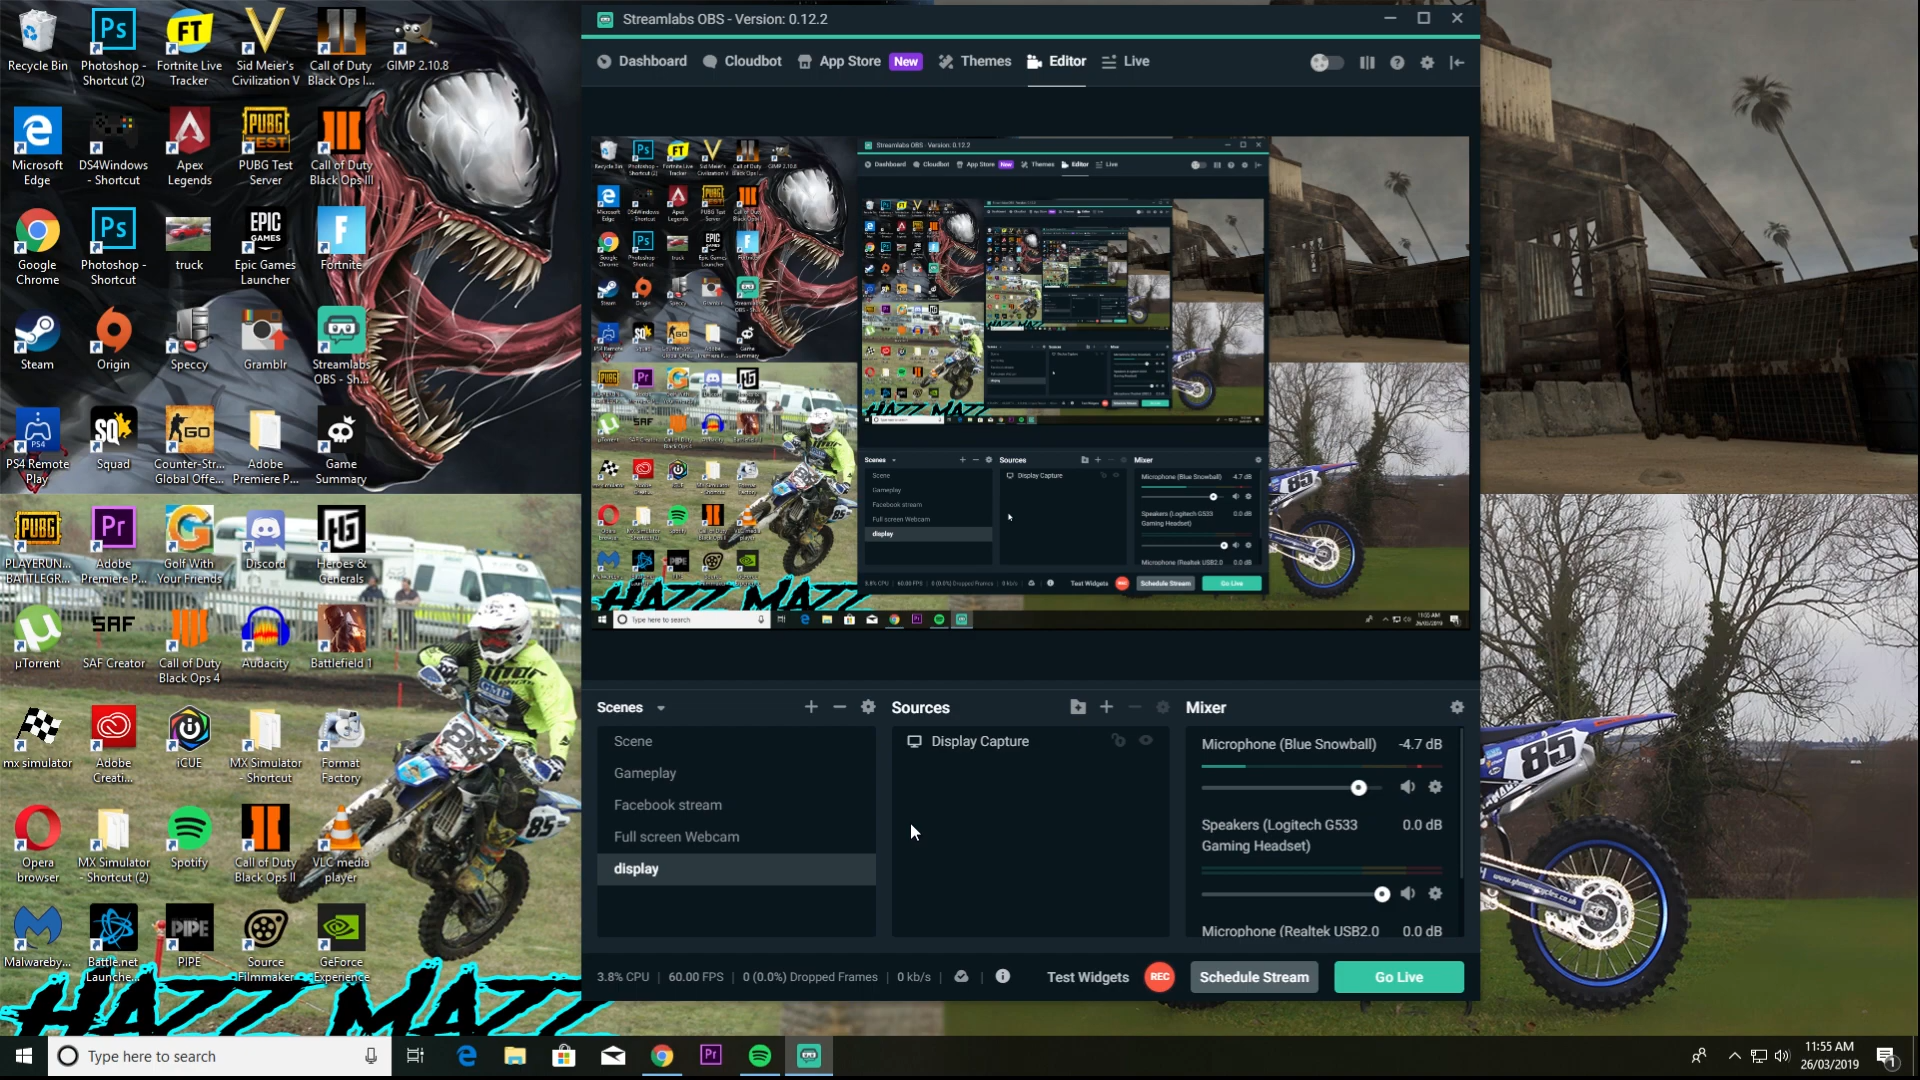 Streamlabs OBS - Version: 0.12.2
Dashboard
Cloudbot
App Store New
Themes
Editor
Live
Recycle Bin
Photoshop - Shortcut (2)
Fortnite Live Tracker
Sid Meier's Civilization V
Call of Duty Black Ops I...
GIMP 2.10.8
Microsoft Edge
DS4Windows - Shortcut
Apex Legends
PUBG Test Server
Call of Duty Black Ops III
Google Chrome
Photoshop - Shortcut
truck
Epic Games Launcher
Fortnite
Steam
Origin
Speccy
Gramblr
Streamlabs OBS - Sh...
PS4 Remote Play
Squad
Counter-Str... Global Offe...
Adobe Premiere P...
Game Summary
PLAYERUN... BATTLEGR...
Adobe Premiere P...
Golf With Your Friends
Discord
Heroes & Generals
µTorrent
SAF Creator
Call of Duty Black Ops 4
Audacity
Battlefield 1
mx simulator
Adobe Creati...
iCUE
MX Simulator - Shortcut
Format Factory
Opera browser
MX Simulator - Shortcut (2)
Spotify
Call of Duty Black Ops II
VLC media player
Malwareby...
Battle.net Launche...
PIPE
Source Filmmaker
GeForce Experience
HAZZ MAZZ
85
Scenes
Scene
Gameplay
Facebook stream
Full screen Webcam
display
Sources
Display Capture
Mixer
Microphone (Blue Snowball) -4.7 dB
Speakers (Logitech G533 0.0 dB
Gaming Headset)
Microphone (Realtek USB2.0 0.0 dB
3.8% CPU | 60.00 FPS | 0 (0.0%) Dropped Frames | 0 kb/s
Test Widgets
REC
Schedule Stream
Go Live
Type here to search
11:55 AM
26/03/2019